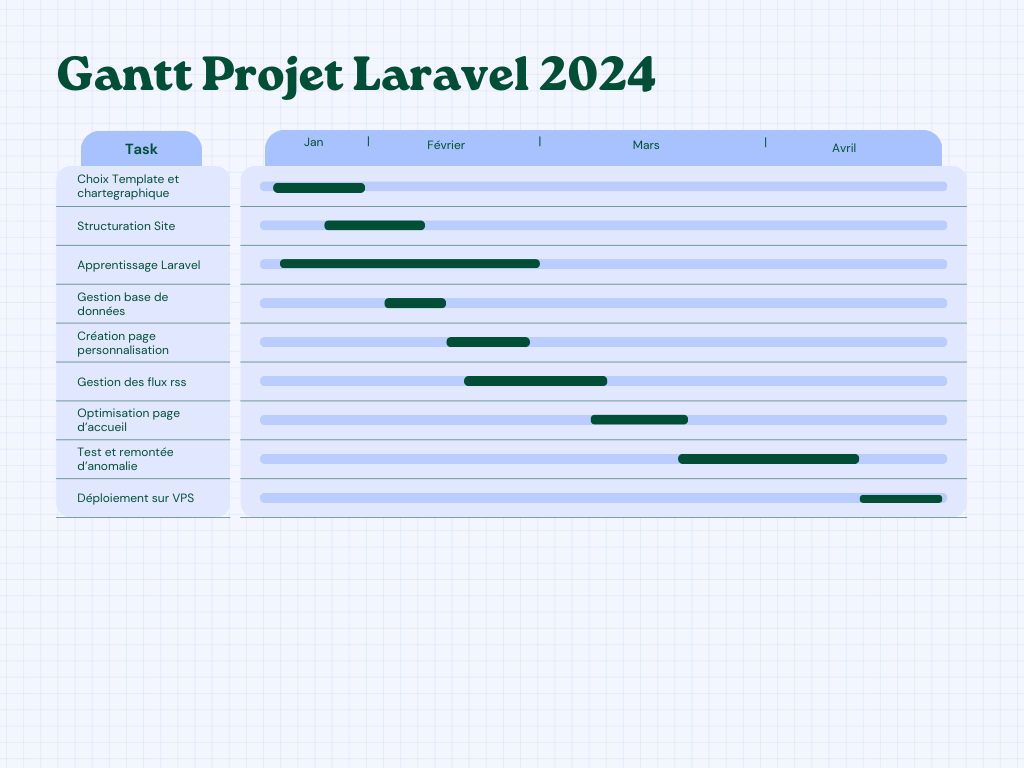 Gantt Projet Laravel 2024
Task
Jan | Février | Mars | Avril
Choix Template et
chartegraphique
Structuration Site
Apprentissage Laravel
Gestion base de
données
Création page
personnalisation
Gestion des flux rss
Optimisation page
d’accueil
Test et remontée
d’anomalie
Déploiement sur VPS